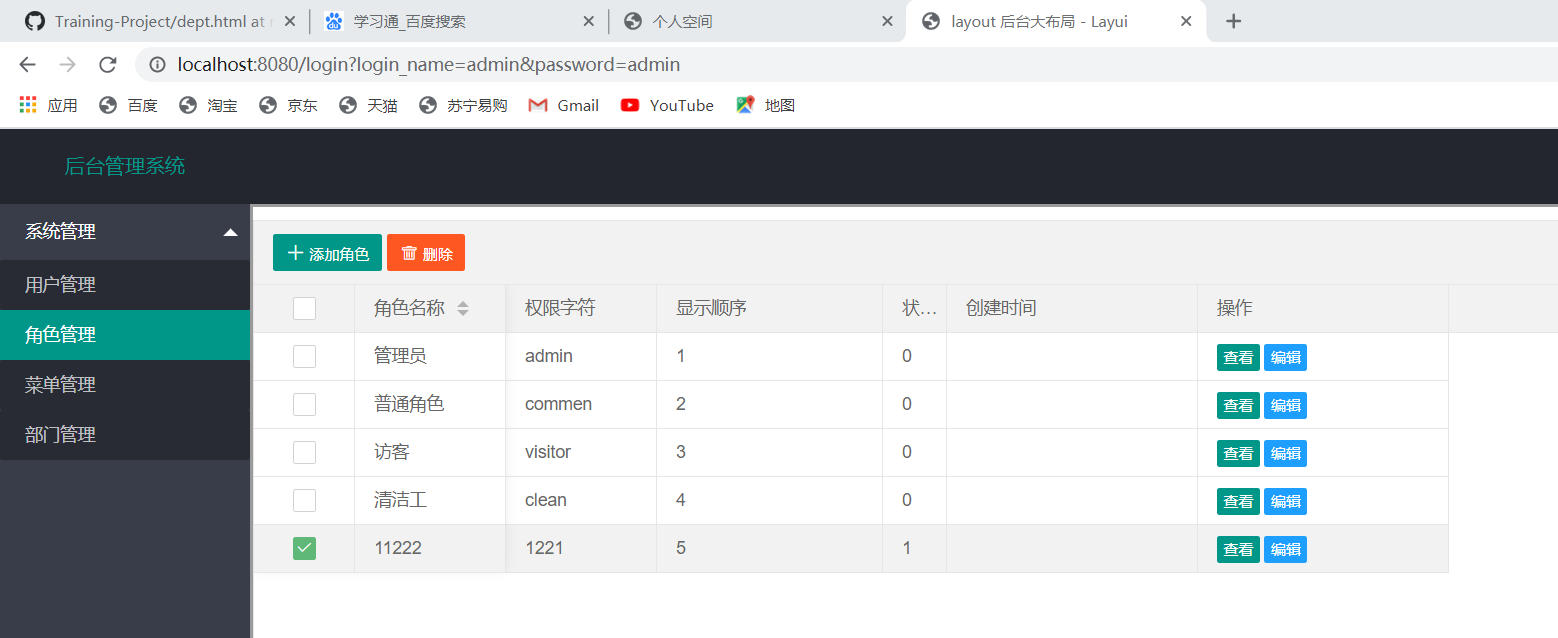 Training-Project/dept.html at r 学习通_百度搜索 个人空间 layout 后台大布局 - Layui
localhost:8080/login?login_name=admin&password=admin
应用 百度 淘宝 京东 天猫 苏宁易购 Gmail YouTube 地图
后台管理系统
系统管理
用户管理
角色管理
菜单管理
部门管理
添加角色 删除
角色名称 权限字符 显示顺序 状... 创建时间 操作
管理员 admin 1 0 查看 编辑
普通角色 commen 2 0 查看 编辑
访客 visitor 3 0 查看 编辑
清洁工 clean 4 0 查看 编辑
11222 1221 5 1 查看 编辑